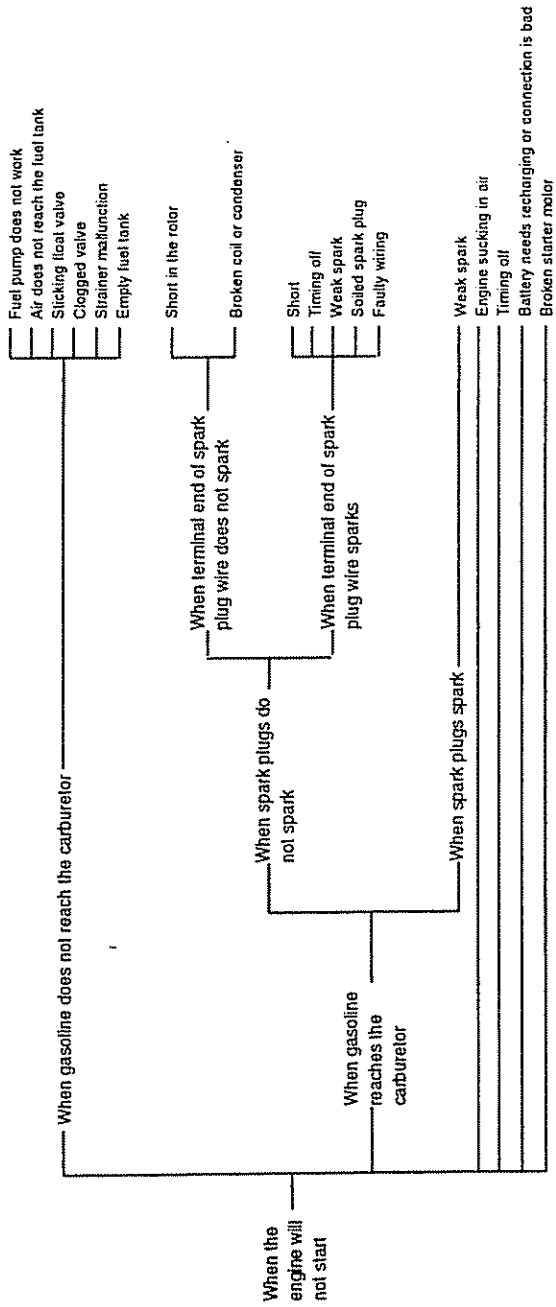 When the
engine will
not start
When gasoline does not reach the carburetor
Fuel pump does not work
Air does not reach the fuel tank
Sticking float valve
Clogged valve
Strainer malfunction
Empty fuel tank
When gasoline
reaches the
carburetor
When spark plugs do
not spark
When terminal end of spark
plug wire does not spark
Short in the rotor
Broken coil or condenser
When terminal end of spark
plug wire sparks
Short
Timing off
Weak spark
Soiled spark plug
Faulty wiring
When spark plugs spark
Weak spark
Engine sucking in air
Timing off
Battery needs recharging or connection is bad
Broken starter motor